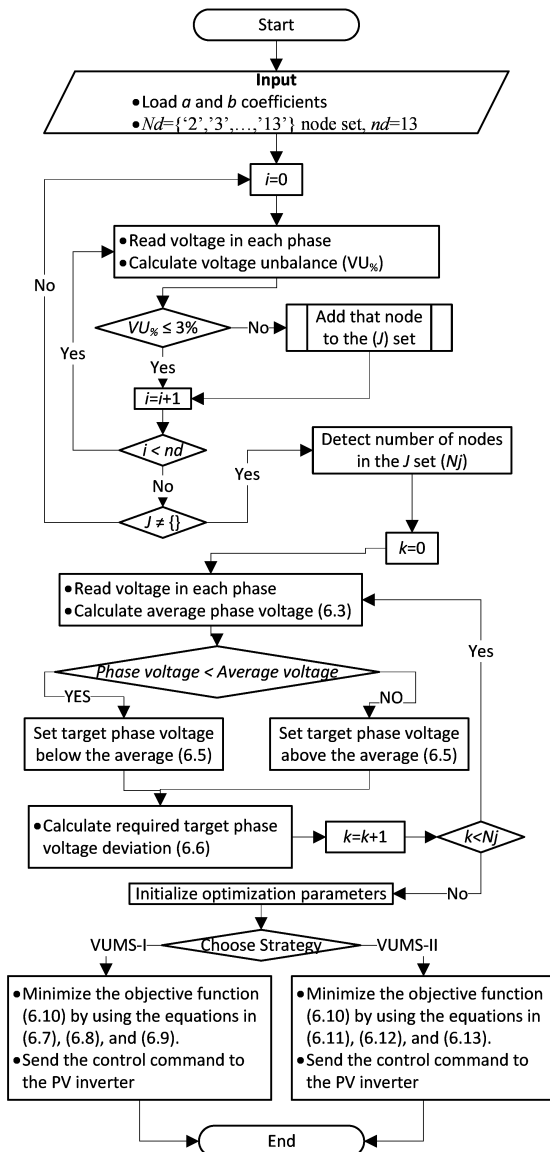 Start
Input
•Load a and b coefficients
•Nd={‘2’,’3’,…,’13’} node set, nd=13
i=0
•Read voltage in each phase
•Calculate voltage unbalance (VU%)
No
VU% ≤ 3%
No
Add that node
to the (J) set
Yes
Yes
i=i+1
i < nd
No
Yes
Detect number of nodes
in the J set (Nj)
J ≠ {}
k=0
•Read voltage in each phase
•Calculate average phase voltage (6.3)
Yes
Phase voltage < Average voltage
YES
NO
Set target phase voltage
below the average (6.5)
Set target phase voltage
above the average (6.5)
•Calculate required target phase
voltage deviation (6.6)
k=k+1
k<Nj
Initialize optimization parameters
No
VUMS-I
Choose Strategy
VUMS-II
•Minimize the objective function
(6.10) by using the equations in
(6.7), (6.8), and (6.9).
•Send the control command to
the PV inverter
•Minimize the objective function
(6.10) by using the equations in
(6.11), (6.12), and (6.13).
•Send the control command to
the PV inverter
End